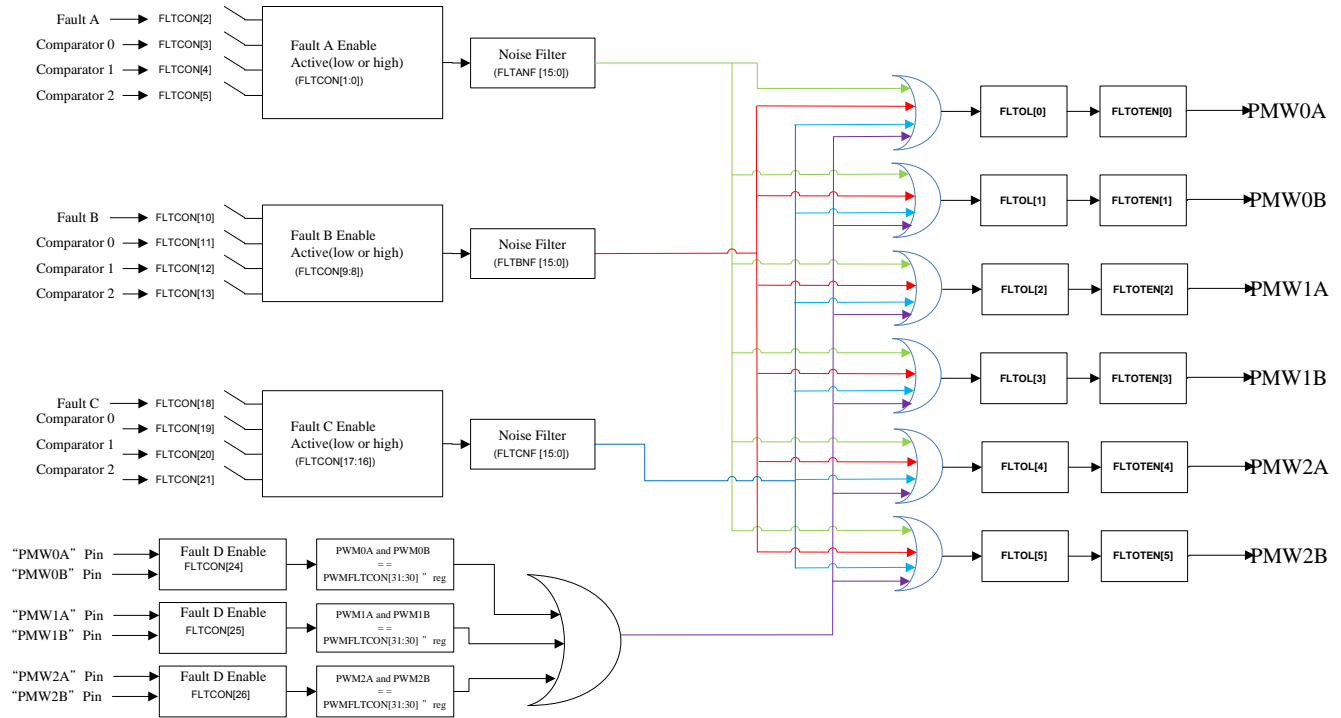 Fault A
FLTCON[2]
Comparator 0
FLTCON[3]
Comparator 1
FLTCON[4]
Comparator 2
FLTCON[5]
Fault A Enable
Active(low or high)
(FLTCON[1:0])
Noise Filter
(FLTANF [15:0])
Fault B
FLTCON[10]
Comparator 0
FLTCON[11]
Comparator 1
FLTCON[12]
Comparator 2
FLTCON[13]
Fault B Enable
Active(low or high)
(FLTCON[9:8])
Noise Filter
(FLTBNF [15:0])
Fault C
FLTCON[18]
Comparator 0
FLTCON[19]
Comparator 1
FLTCON[20]
Comparator 2
FLTCON[21]
Fault C Enable
Active(low or high)
(FLTCON[17:16])
Noise Filter
(FLTCNF [15:0])
“PMW0A” Pin
“PMW0B” Pin
Fault D Enable
FLTCON[24]
PWM0A and PWM0B
= =
PWMFLTCON[31:30] ” reg
“PMW1A” Pin
“PMW1B” Pin
Fault D Enable
FLTCON[25]
PWM1A and PWM1B
= =
PWMFLTCON[31:30] ” reg
“PMW2A” Pin
“PMW2B” Pin
Fault D Enable
FLTCON[26]
PWM2A and PWM2B
= =
PWMFLTCON[31:30] ” reg
FLTOL[0]
FLTOTEN[0]
PMW0A
FLTOL[1]
FLTOTEN[1]
PMW0B
FLTOL[2]
FLTOTEN[2]
PMW1A
FLTOL[3]
FLTOTEN[3]
PMW1B
FLTOL[4]
FLTOTEN[4]
PMW2A
FLTOL[5]
FLTOTEN[5]
PMW2B